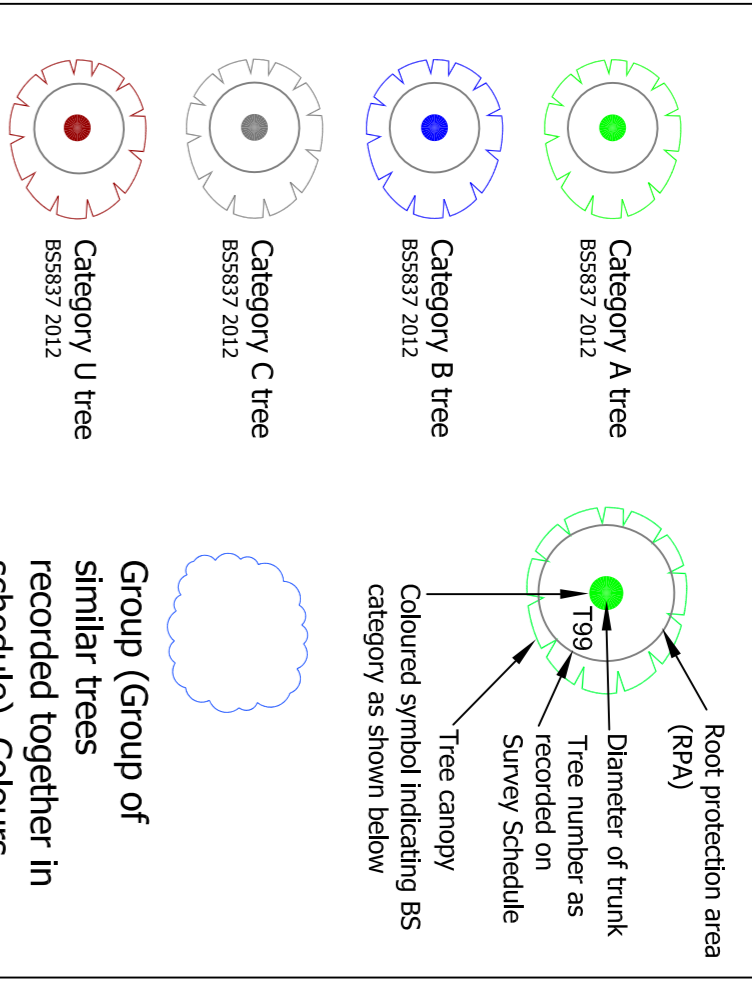 Root protection area
(RPA)
Diameter of trunk
Tree number as
recorded on
Survey Schedule
T99
Tree canopy
Coloured symbol indicating BS
category as shown below
Category A tree
BS5837 2012
Category B tree
BS5837 2012
Category C tree
BS5837 2012
Category U tree
BS5837 2012
Group (Group of
similar trees
recorded together in
schedule). Colours